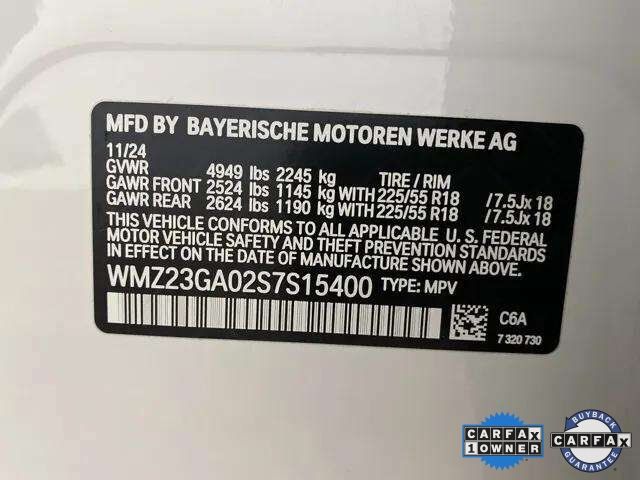 MFD BY BAYERISCHE MOTOREN WERKE AG
11/24
GVWR 4949 lbs 2245 kg TIRE / RIM
GAWR FRONT 2524 lbs 1145 kg WITH 225/55 R18 /7.5Jx 18
GAWR REAR 2624 lbs 1190 kg WITH 225/55 R18 /7.5Jx 18
THIS VEHICLE CONFORMS TO ALL APPLICABLE U.S. FEDERAL
MOTOR VEHICLE SAFETY AND THEFT PREVENTION STANDARDS
IN EFFECT ON THE DATE OF MANUFACTURE SHOWN ABOVE.
WMZ23GA02S7S15400 TYPE: MPV
C6A
7 320 730
CARFAX
1 OWNER
BUYBACK
CARFAX
GUARANTEE